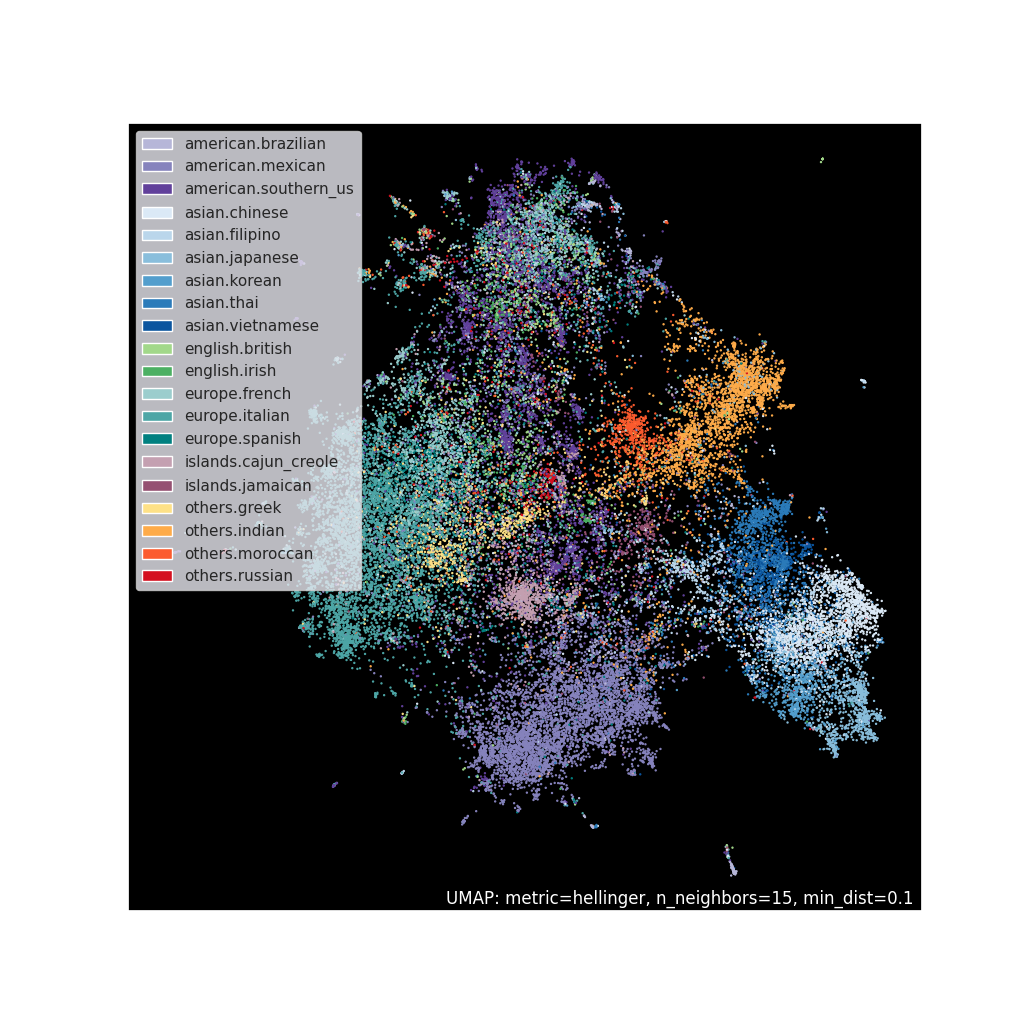 american.brazilian
american.mexican
american.southern_us
asian.chinese
asian.filipino
asian.japanese
asian.korean
asian.thai
asian.vietnamese
english.british
english.irish
europe.french
europe.italian
europe.spanish
islands.cajun_creole
islands.jamaican
others.greek
others.indian
others.moroccan
others.russian
UMAP: metric=hellinger, n_neighbors=15, min_dist=0.1